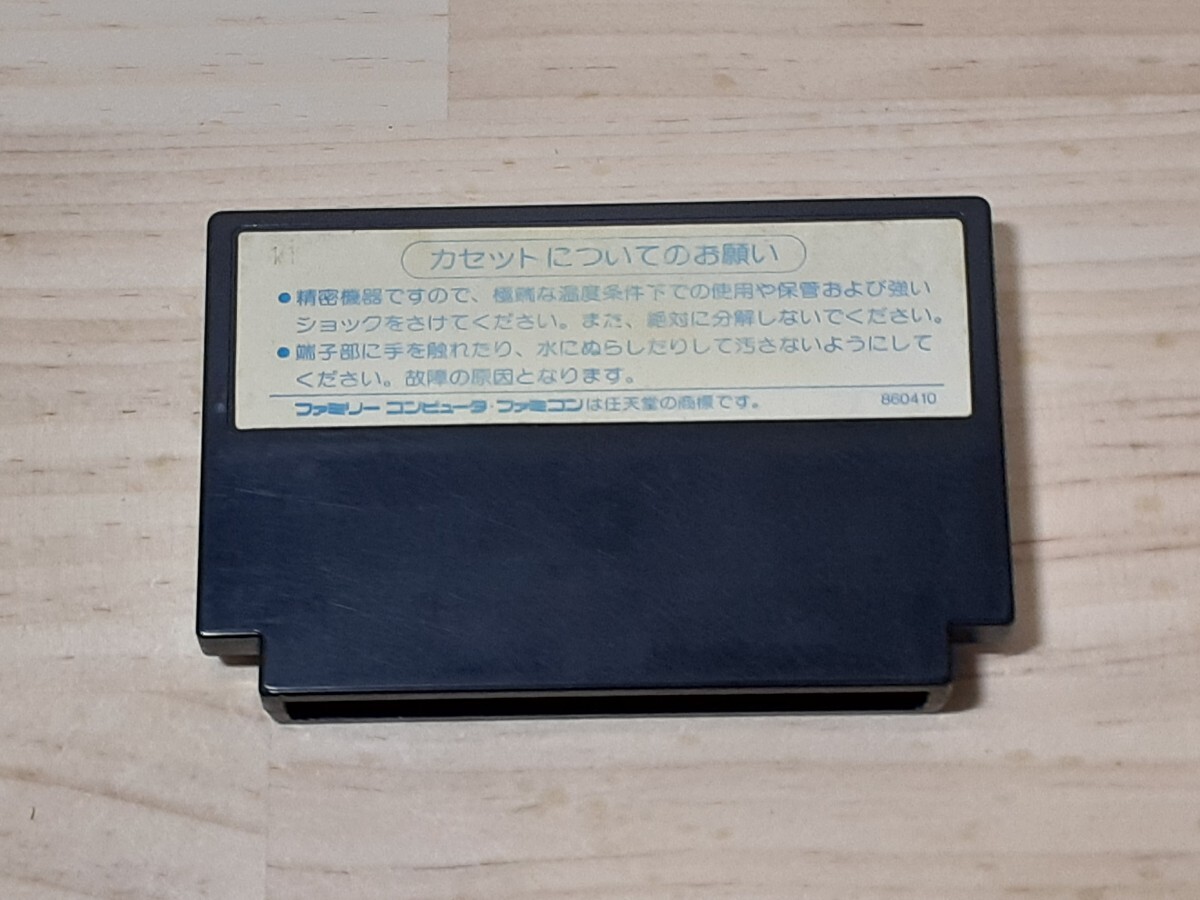 カセットについてのお願い
●精密機器ですので、極端な温度条件下での使用や保管および強い
ショックをさけてください。また、絶対に分解しないでください。
●端子部に手を触れたり、水にぬらしたりして汚さないようにして
ください。故障の原因となります。
ファミリーコンピュータ・ファミコンは任天堂の商標です。 860410